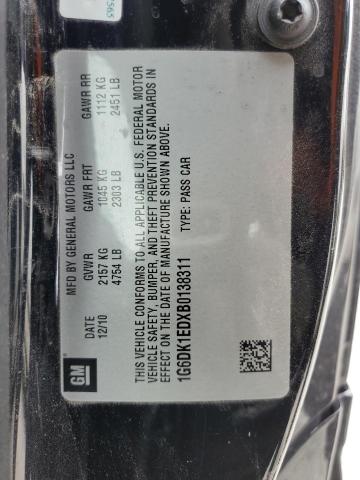 GM
MFD BY GENERAL MOTORS LLC
DATE GVWR GAWR FRT GAWR RR
12/10 2157 KG 1045 KG 1112 KG
4754 LB 2303 LB 2451 LB
THIS VEHICLE CONFORMS TO ALL APPLICABLE U.S. FEDERAL MOTOR
VEHICLE SAFETY, BUMPER, AND THEFT PREVENTION STANDARDS IN
EFFECT ON THE DATE OF MANUFACTURE SHOWN ABOVE.
1G6DK1EDXB0138311 TYPE: PASS CAR